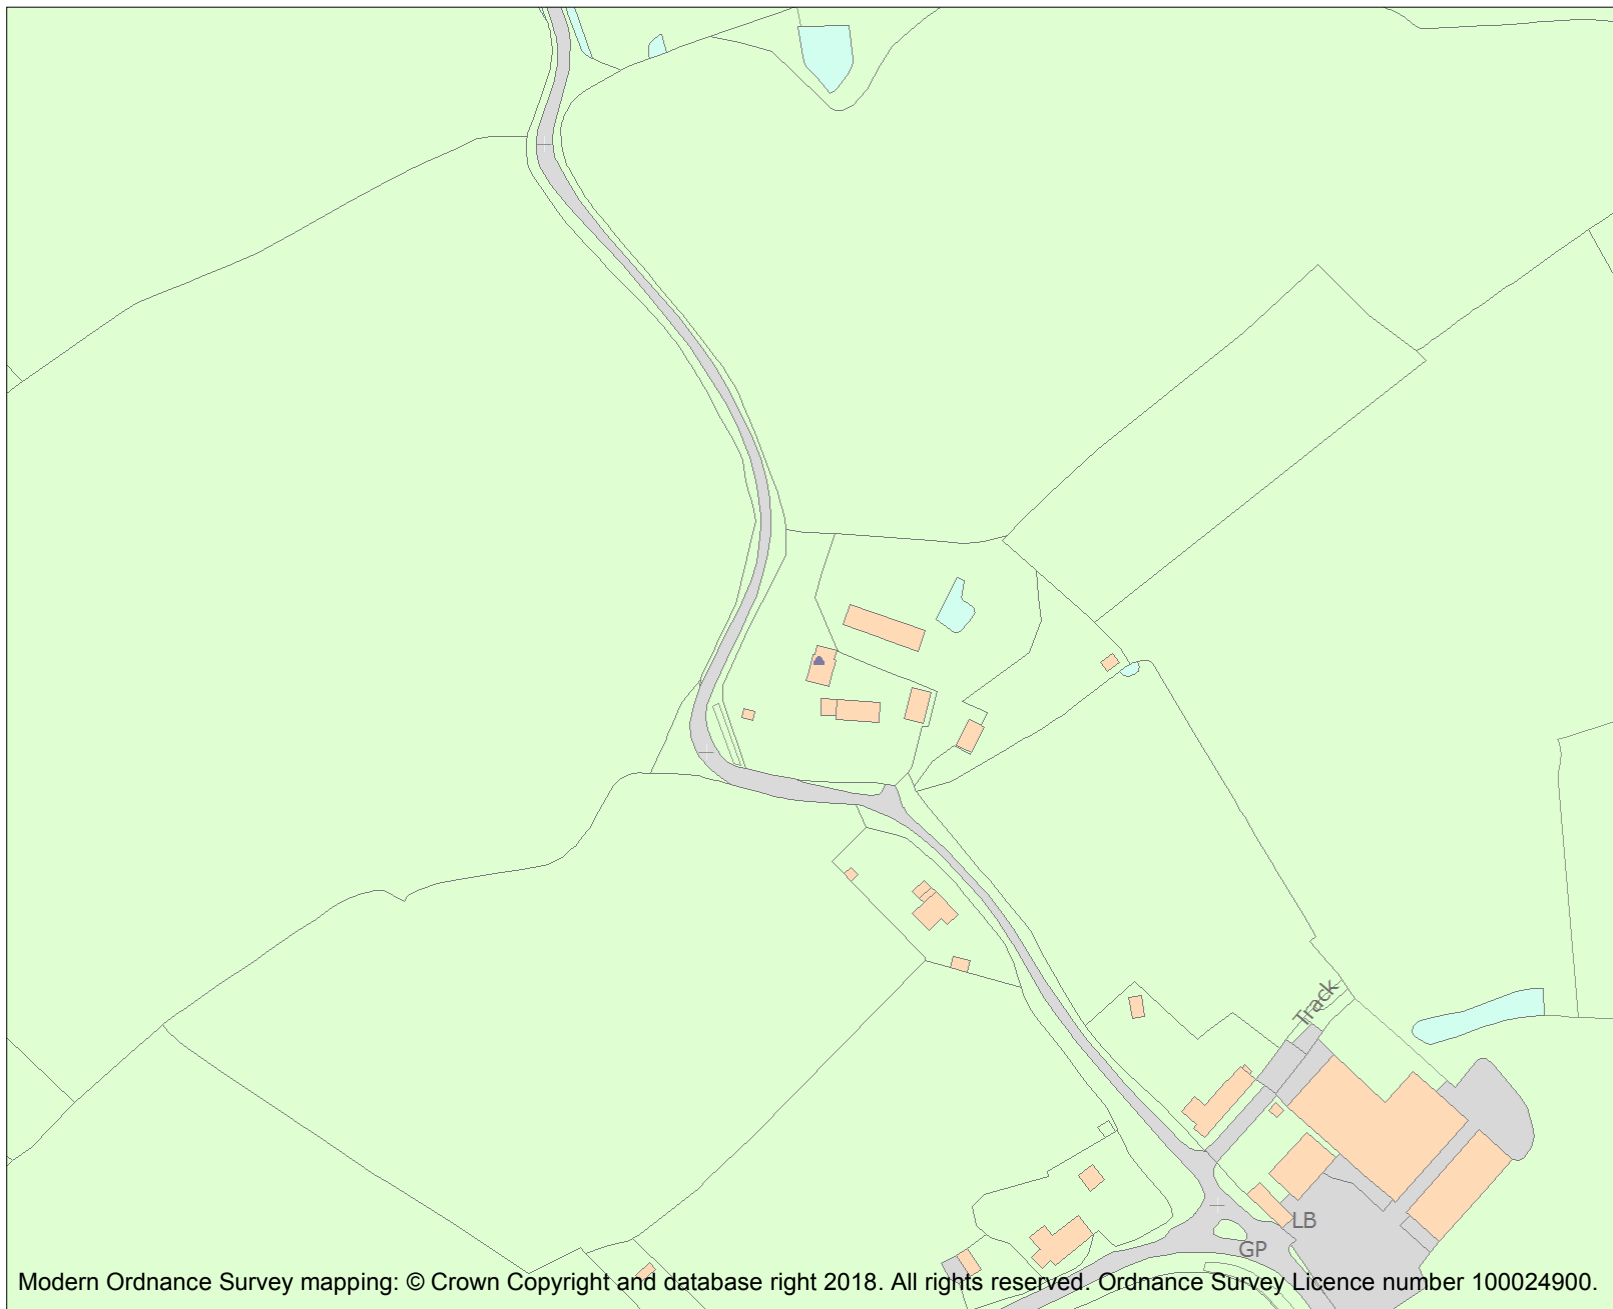 Track
LB
GP
Modern Ordnance Survey mapping: © Crown Copyright and database right 2018. All rights reserved. Ordnance Survey Licence number 100024900.